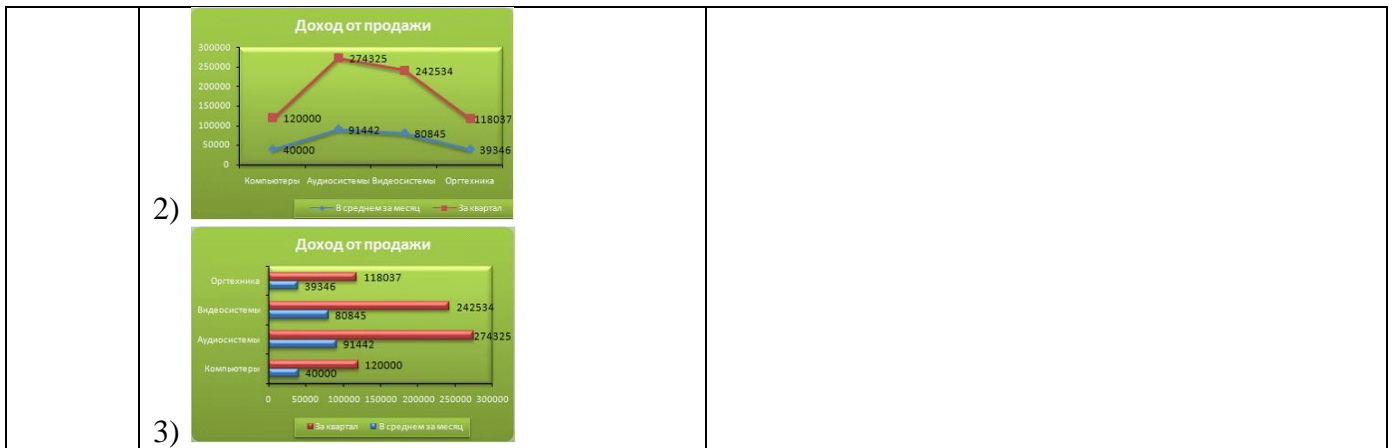 Доход от продажи
300000
250000
200000
150000
100000
50000
0
274325
242534
120000
118037
91442
80845
40000
39346
Компьютеры Аудиосистемы Видеосистемы Оргтехника
В среднем за месяц За квартал
2)
Доход от продажи
Оргтехника
118037
39346
Видеосистемы
242534
80845
Аудиосистемы
274325
91442
Компьютеры
120000
40000
0 50000 100000 150000 200000 250000 300000
За квартал В среднем за месяц
3)